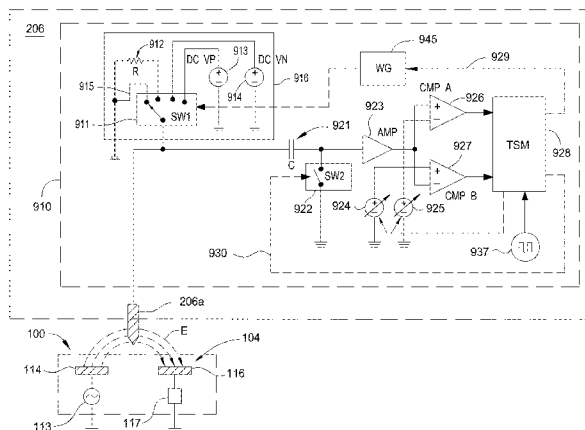 206
916
945
912
R
DC VP
913
DC VN
WG
929
915
914
CMP A
911
SW1
921
923
926
AMP
C
TSM
928
910
SW2
927
922
CMP B
924
925
930
937
206a
100
E
104
114
116
117
113